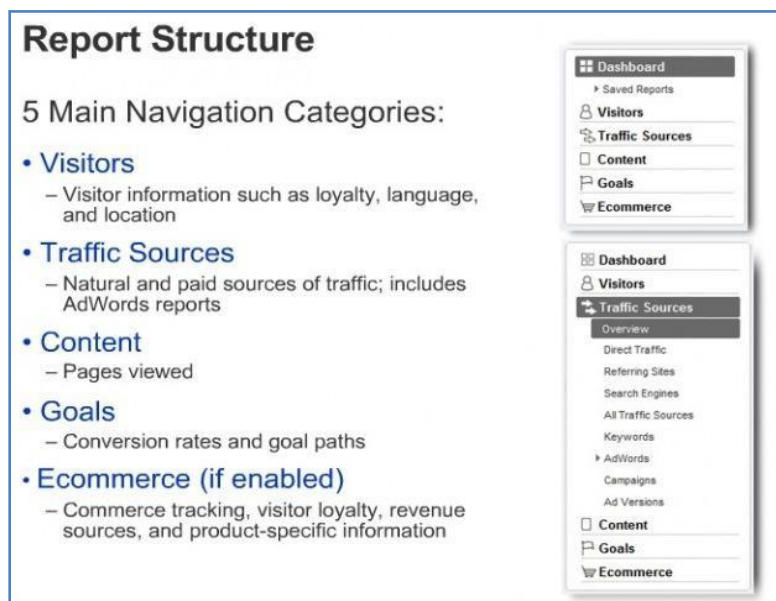 Report Structure
5 Main Navigation Categories:
• Visitors
– Visitor information such as loyalty, language,
and location
• Traffic Sources
– Natural and paid sources of traffic; includes
AdWords reports
• Content
– Pages viewed
• Goals
– Conversion rates and goal paths
• Ecommerce (if enabled)
– Commerce tracking, visitor loyalty, revenue
sources, and product-specific information
Dashboard
Saved Reports
Visitors
Traffic Sources
Content
Goals
Ecommerce
Dashboard
Visitors
Traffic Sources
Overview
Direct Traffic
Referring Sites
Search Engines
All Traffic Sources
Keywords
AdWords
Campaigns
Ad Versions
Content
Goals
Ecommerce